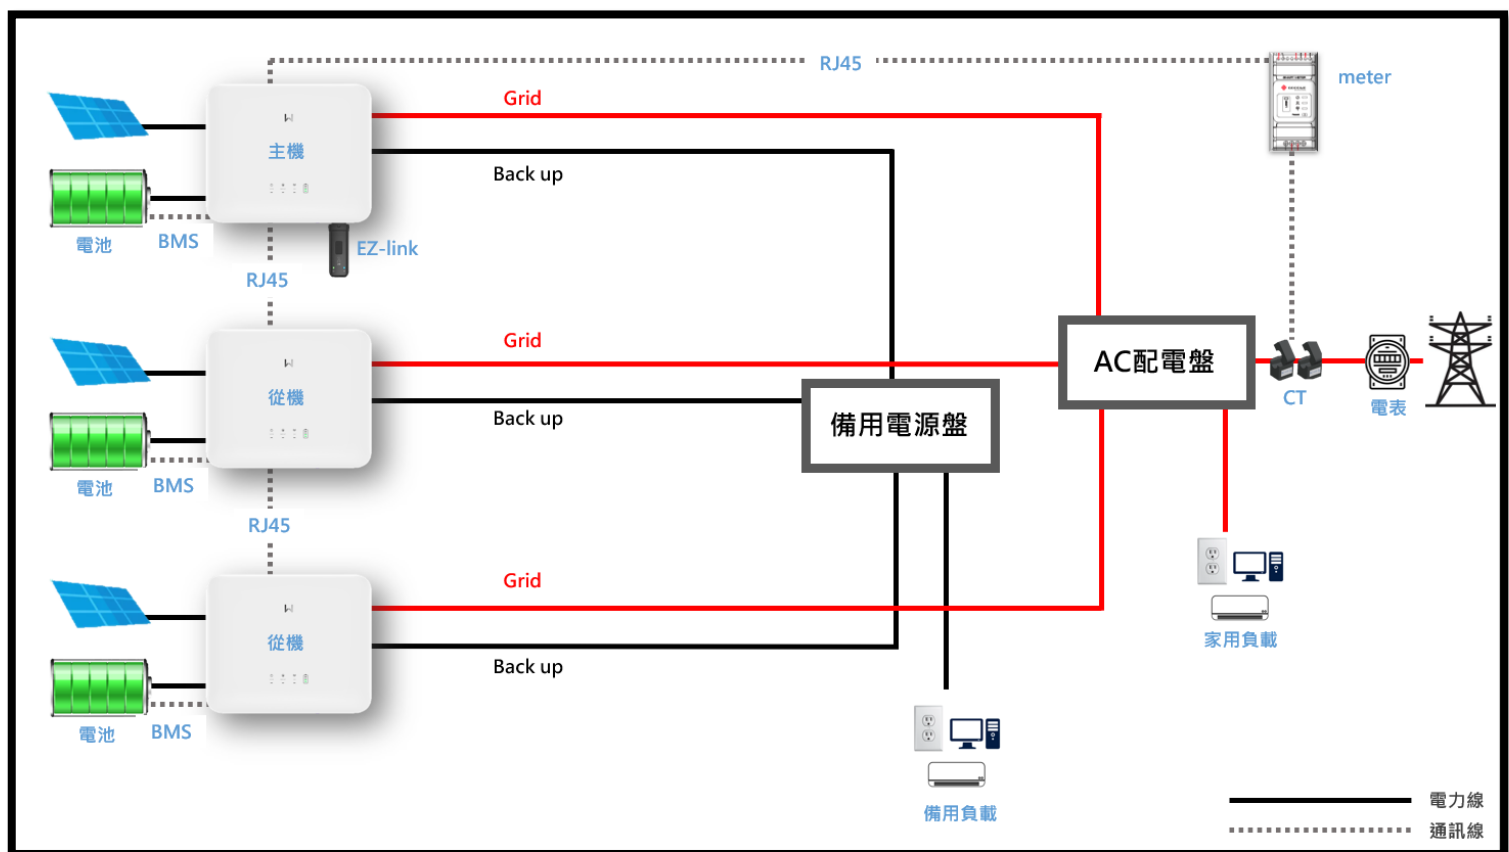 RJ45
meter
Grid
主機
Back up
電池
BMS
EZ-link
RJ45
Grid
從機
Back up
電池
BMS
AC配電盤
CT
電表
備用電源盤
RJ45
Grid
從機
Back up
電池
BMS
家用負載
備用負載
電力線
通訊線